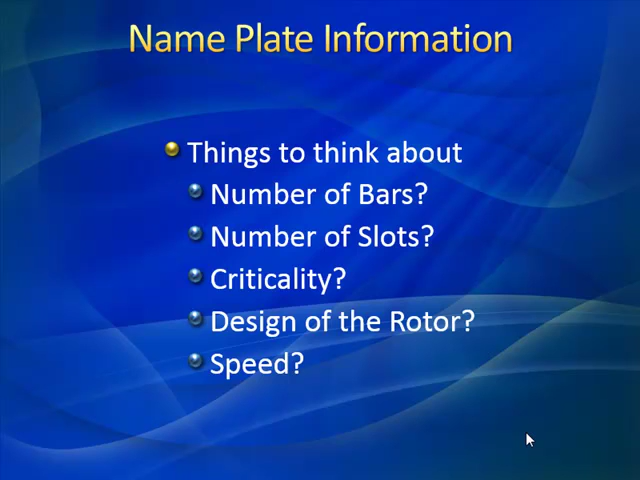 Name Plate Information
Things to think about
Number of Bars?
Number of Slots?
Criticality?
Design of the Rotor?
Speed?